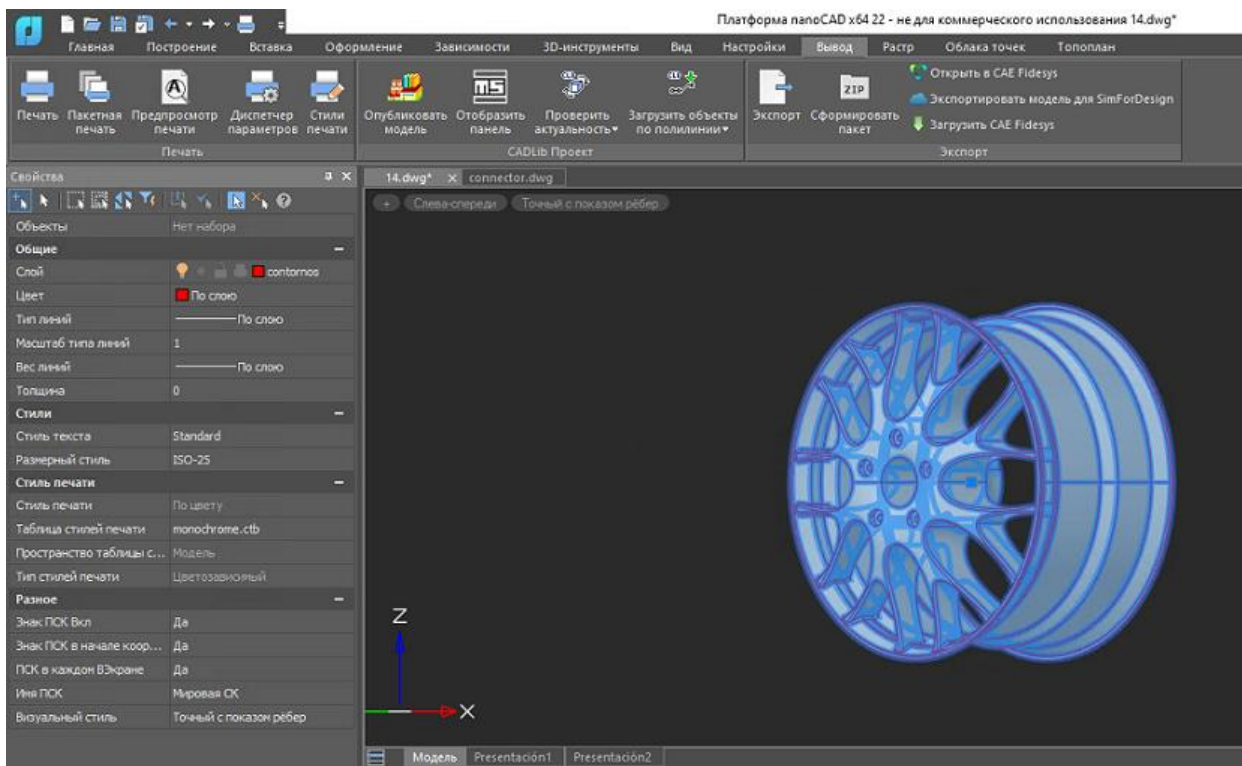 Платформа nanoCAD x64 22 - не для коммерческого использования 14.dwg*
Главная Построение Вставка Оформление Зависимости 3D-инструменты Вид Настройки Вывод Растр Облака точек Топоплан
Печать Пакетная печать Предпросмотр печати Диспетчер параметров Стили печати Опубликовать модель Отобразить панель Проверить актуальность Загрузить объекты по полилинии Экспорт ZIP Сформировать пакет
Открыть в CAE Fidesys
Экспортировать модель для SimForDesign
Загрузить CAE Fidesys
Печать CADLib Проект Экспорт
Свойства
14.dwg* connector.dwg
+ Слева-спереди Точный с показом рёбер
Объекты Нет набора
Общие
Слой contornos
Цвет По слою
Тип линий По слою
Масштаб типа линий 1
Вес линий По слою
Толщина 0
Стили
Стиль текста Standard
Размерный стиль ISO-25
Стиль печати
Стиль печати По цвету
Таблица стилей печати monochrome.ctb
Пространство таблицы с... Модель
Тип стилей печати Цветозависимый
Разное
Знак ПСК Вкл Да
Знак ПСК в начале коор... Да
ПСК в каждом ВЭкране Да
Имя ПСК Мировая СК
Визуальный стиль Точный с показом рёбер
Z
X
Модель Presentación1 Presentación2